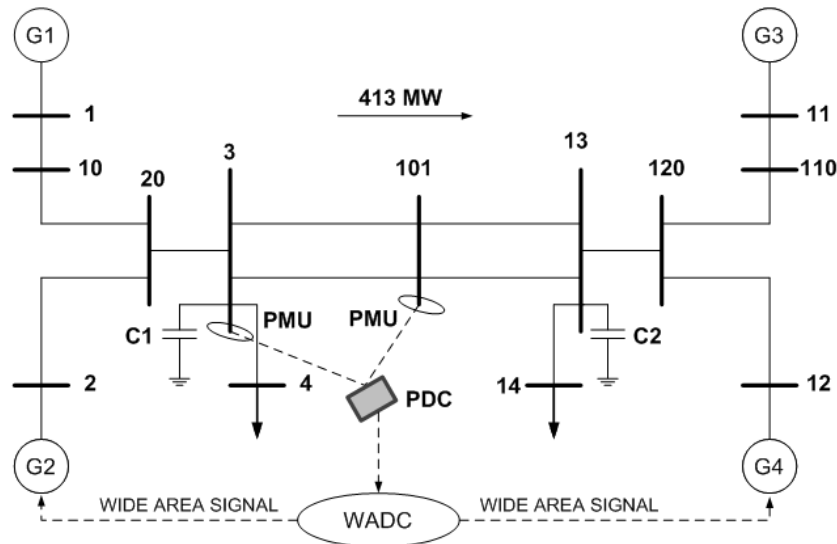 G1
G3
413 MW
1
11
3
13
10
20
101
120
110
C1
PMU
PMU
C2
2
4
PDC
14
12
G2
G4
WIDE AREA SIGNAL
WADC
WIDE AREA SIGNAL